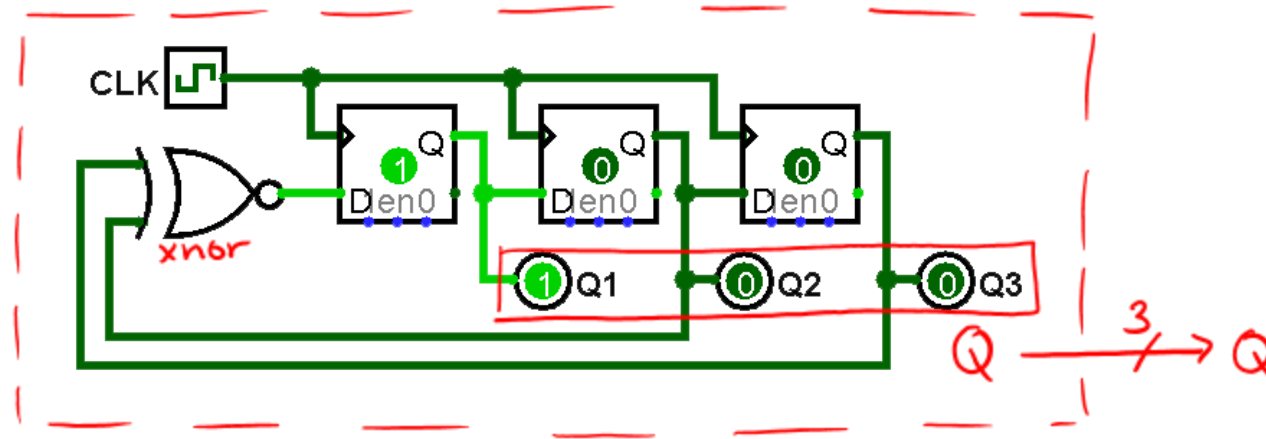 CLK
Q Q Q
1 0 0
D en0 D en0 D en0
xnor
1 Q1 0 Q2 0 Q3
3
Q Q